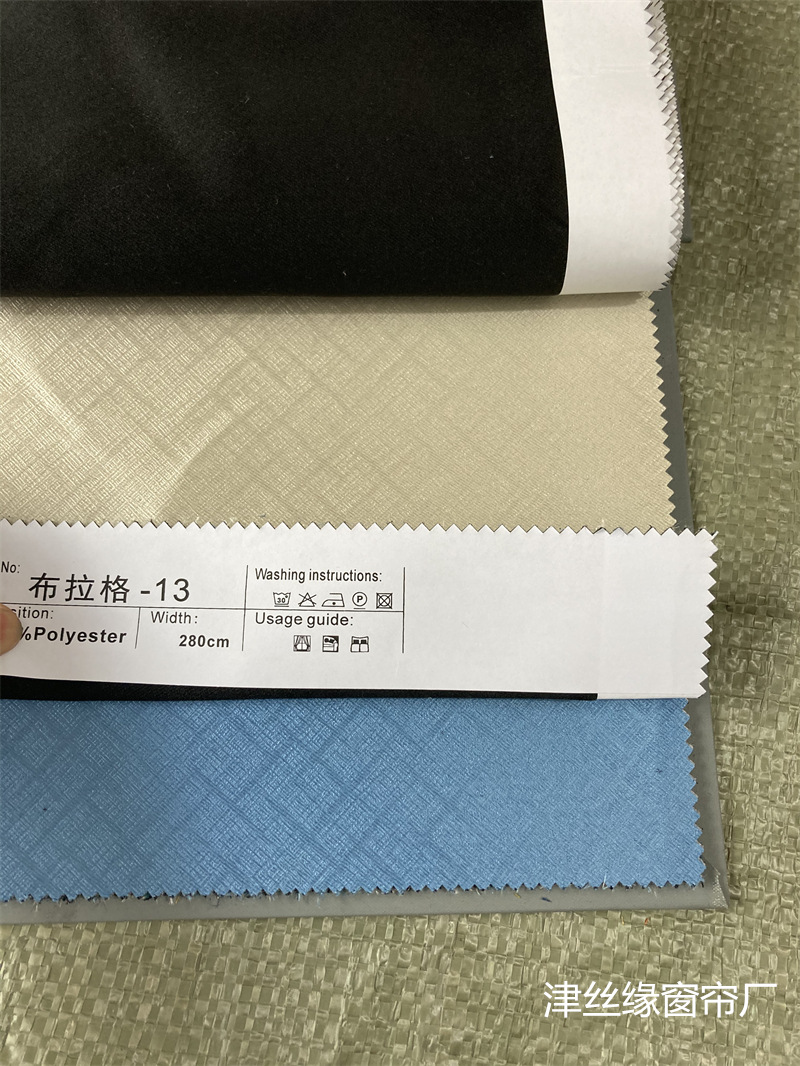 No:
布拉格-13
Washing instructions:
30
P
sition:
%Polyester
Width:
280cm
Usage guide:
津丝缘窗帘厂